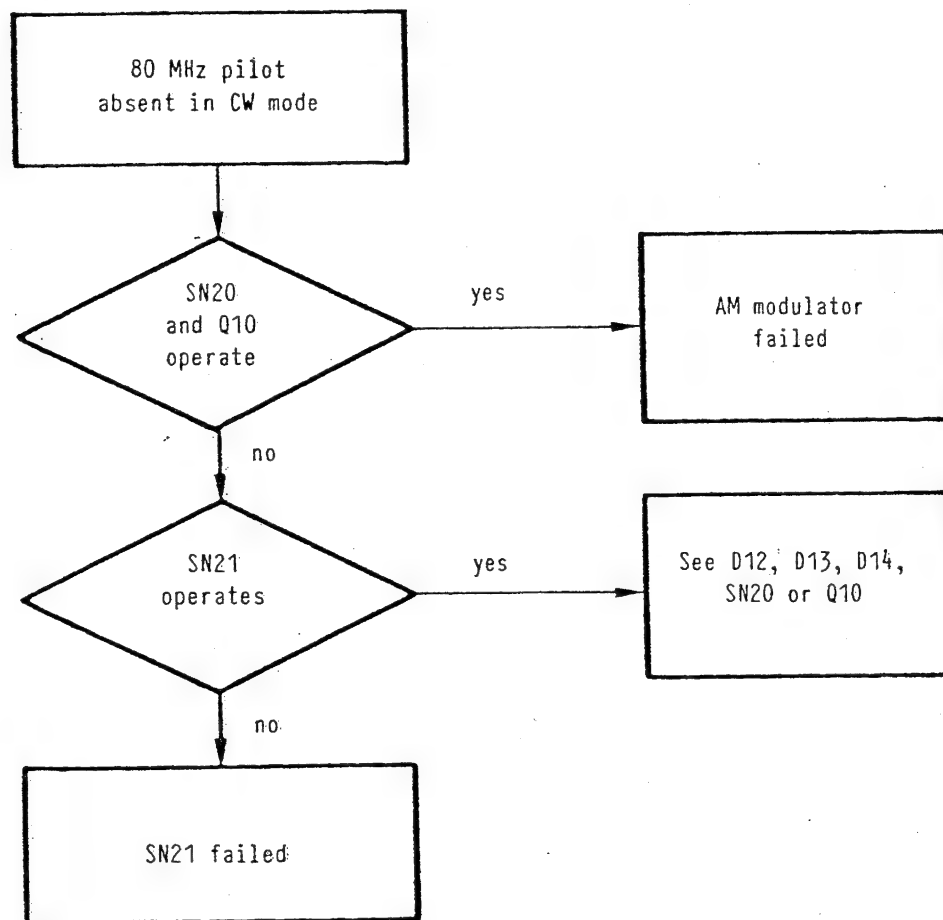 80 MHz pilot
absent in CW mode
SN20
and Q10
operate
yes
AM modulator
failed
no
SN21
operates
yes
See D12, D13, D14,
SN20 or Q10
no
SN21 failed